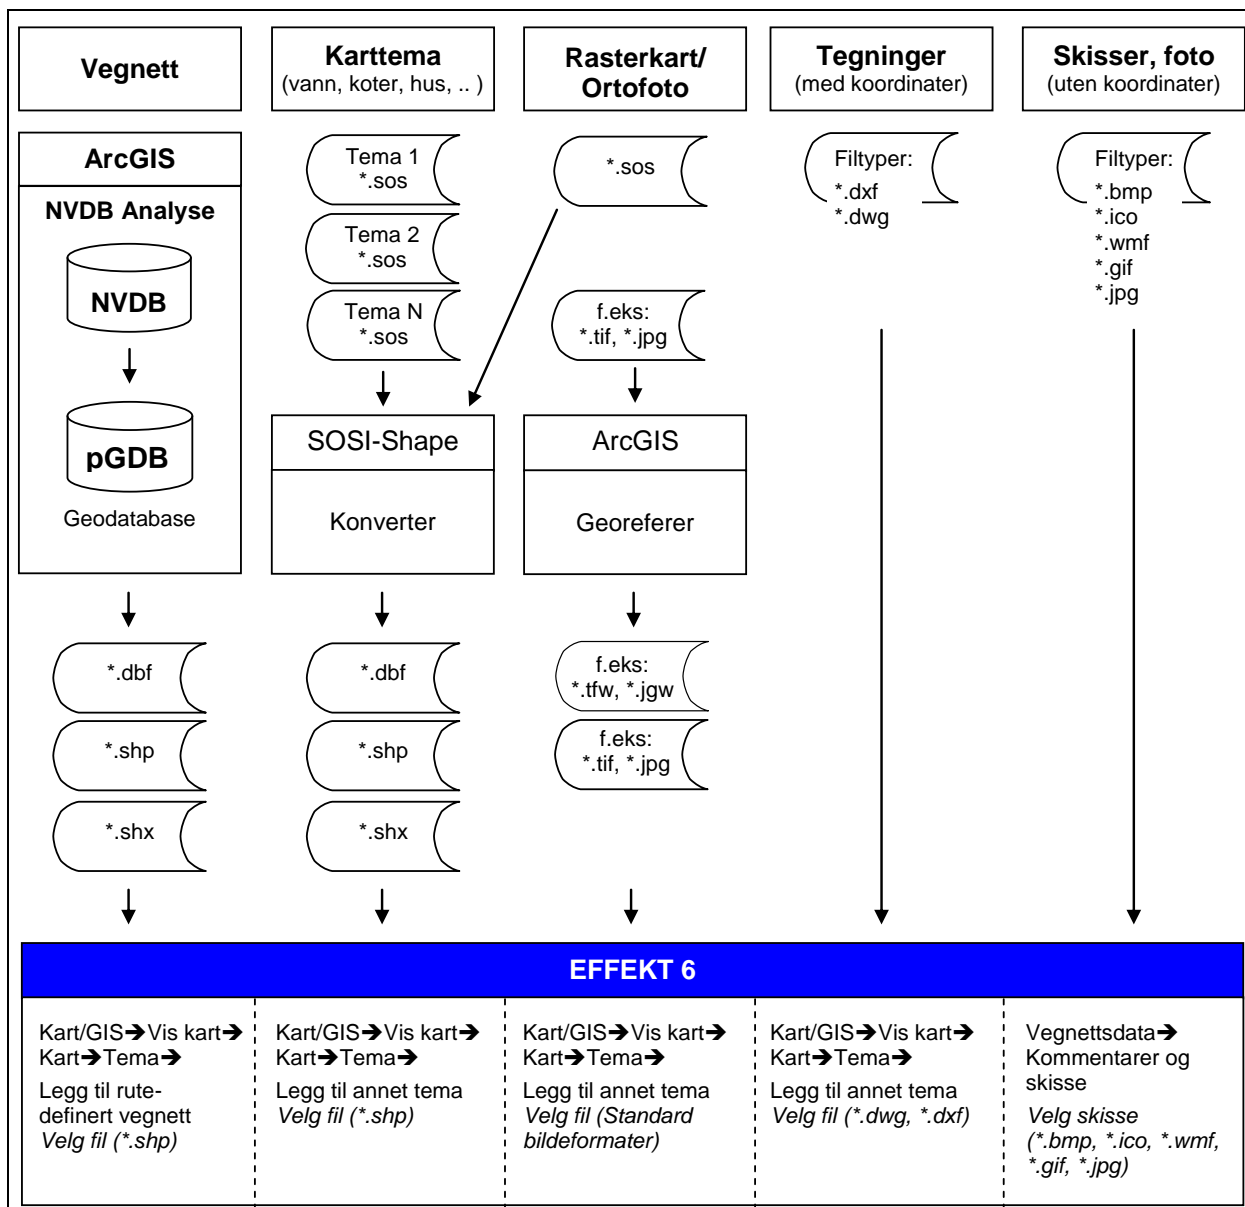 Vegnett
Karttema
(vann, koter, hus, .. )
Rasterkart/
Ortofoto
Tegninger
(med koordinater)
Skisser, foto
(uten koordinater)
ArcGIS
NVDB Analyse
NVDB
pGDB
Geodatabase
*.dbf
*.shp
*.shx
Tema 1
*.sos
Tema 2
*.sos
Tema N
*.sos
SOSI-Shape
Konverter
*.dbf
*.shp
*.shx
*.sos
f.eks:
*.tif, *.jpg
ArcGIS
Georeferer
f.eks:
*.tfw, *.jgw
f.eks:
*.tif, *.jpg
Filtyper:
*.dxf
*.dwg
Filtyper:
*.bmp
*.ico
*.wmf
*.gif
*.jpg
EFFEKT 6
Kart/GIS➔Vis kart➔
Kart➔Tema➔
Legg til rute-
definert vegnett
Velg fil (*.shp)
Kart/GIS➔Vis kart➔
Kart➔Tema➔
Legg til annet tema
Velg fil (*.shp)
Kart/GIS➔Vis kart➔
Kart➔Tema➔
Legg til annet tema
Velg fil (Standard
bildeformater)
Kart/GIS➔Vis kart➔
Kart➔Tema➔
Legg til annet tema
Velg fil (*.dwg, *.dxf)
Vegnettsdata➔
Kommentarer og
skisse
Velg skisse
(*.bmp, *.ico, *.wmf,
*.gif, *.jpg)